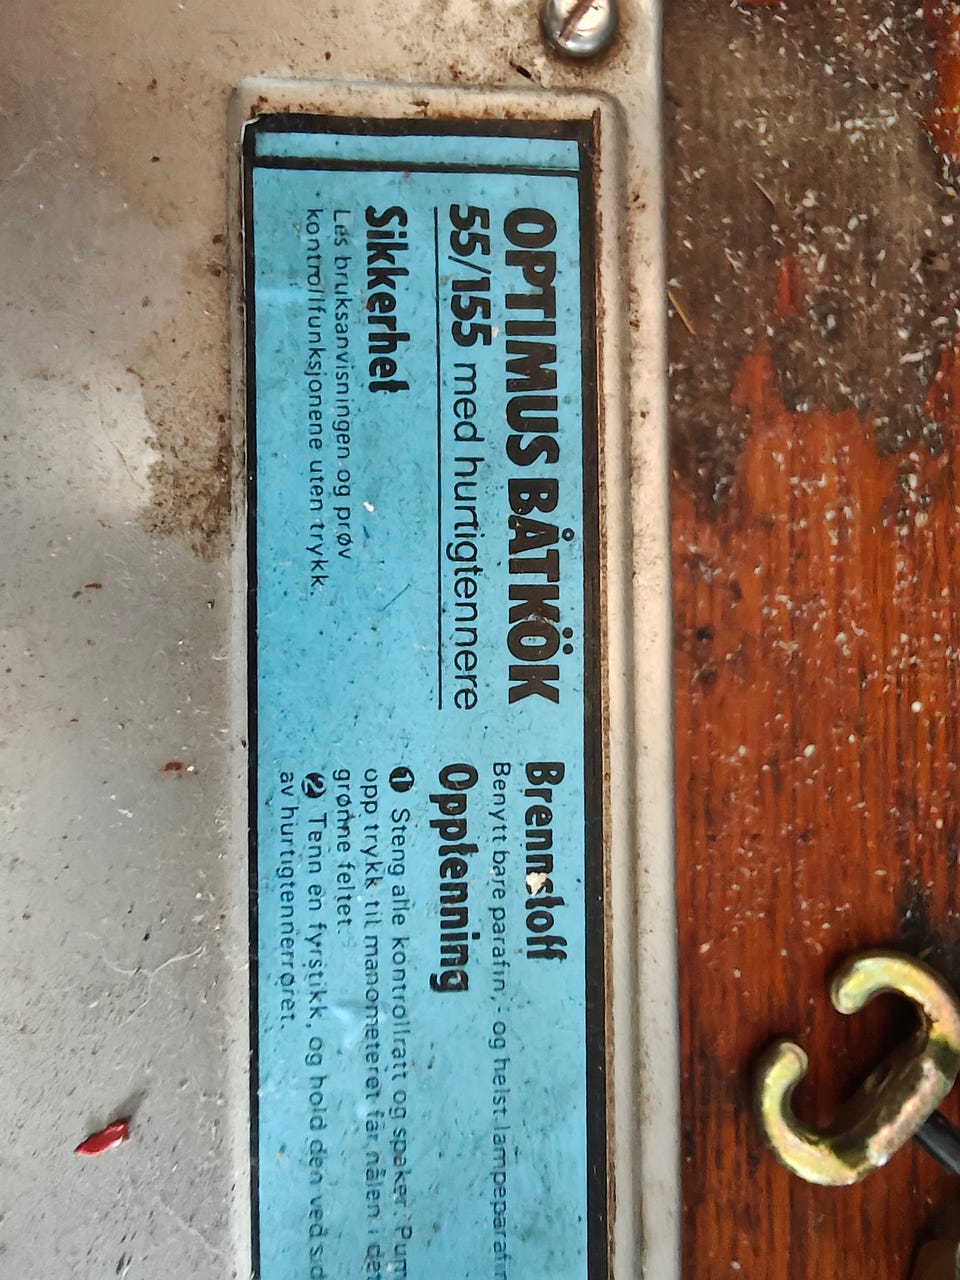 OPTIMUS BÅTKÖK
55/155 med hurtigtennere
Sikkerhet
Les bruksanvisningen og prøv
kontrollfunksjonene uten trykk.
Brennstoff
Benytt bare parafin, og helst lampeparafin
Opptenning
1 Steng alle kontrollratt og spaker. Pum
opp trykk til manometeret får nålen i det
grønne feltet.
2 Tenn en fyrstikk, og hold den ved sid
av hurtigtennerrøret.